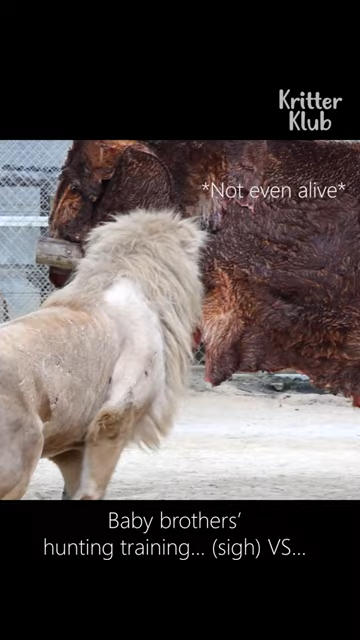 Kritter
Klub
*Not even alive*
Baby brothers'
hunting training... (sigh) VS...